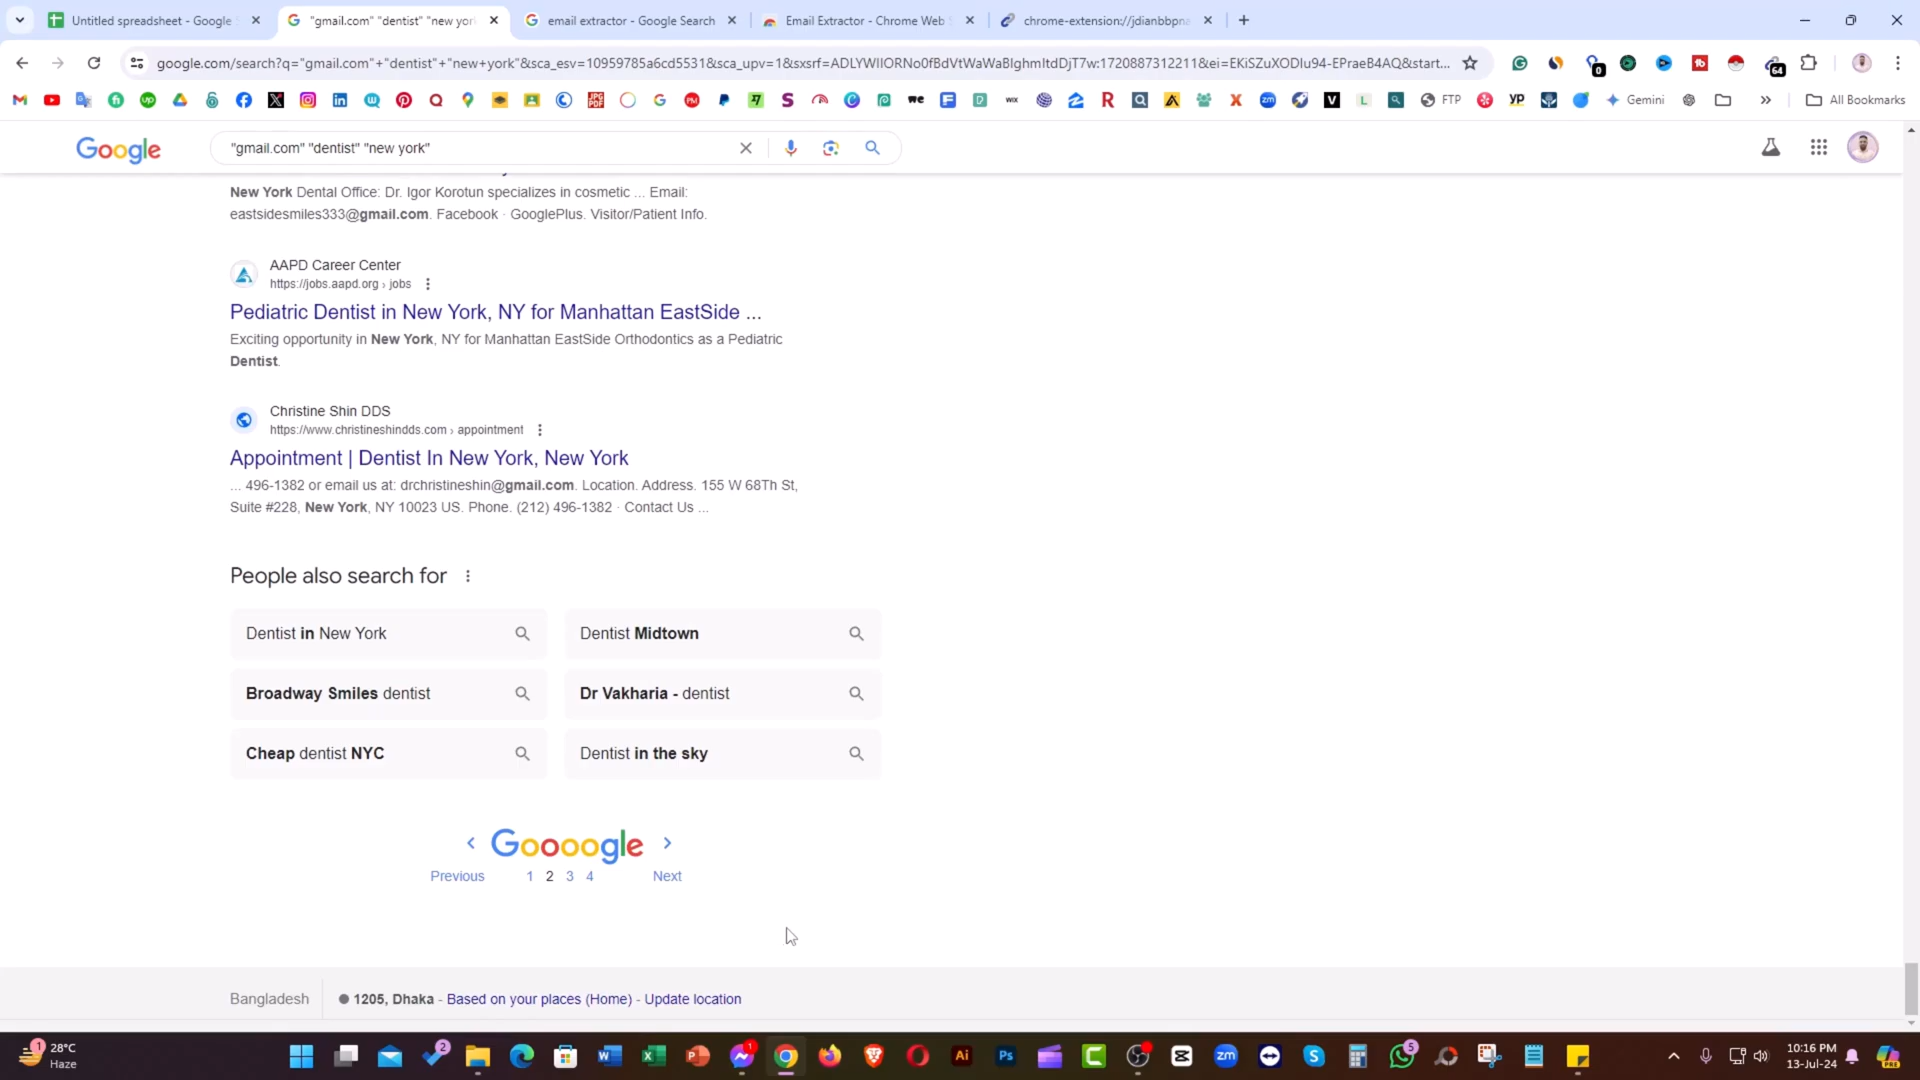 Untitled spreadsheet - Google S
"gmail.com" "dentist" "new yor
email extractor - Google Search
Email Extractor - Chrome Web S
chrome-extension://jdianbbpna
google.com/search?q="gmail.com"+"dentist"+"new+york"&sca_esv=10959785a6cd5531&sca_upv=1&sxsrf=ADLYWIIORNo0fBdVtWaWaBIghmItdDjT7w:1720887312211&ei=EKiSZuXODIu94-EPraeB4AQ&start...
FTP
Gemini
All Bookmarks
Google
"gmail.com" "dentist" "new york"
New York Dental Office: Dr. Igor Korotun specializes in cosmetic ... Email:
eastsidesmiles333@gmail.com. Facebook · GooglePlus. Visitor/Patient Info.
AAPD Career Center
https://jobs.aapd.org › jobs
Pediatric Dentist in New York, NY for Manhattan EastSide ...
Exciting opportunity in New York, NY for Manhattan EastSide Orthodontics as a Pediatric
Dentist.
Christine Shin DDS
https://www.christineshindds.com › appointment
Appointment | Dentist In New York, New York
... 496-1382 or email us at: drchristineshin@gmail.com. Location. Address. 155 W 68Th St,
Suite #228, New York, NY 10023 US. Phone. (212) 496-1382 · Contact Us ...
People also search for
Dentist in New York
Dentist Midtown
Broadway Smiles dentist
Dr Vakharia - dentist
Cheap dentist NYC
Dentist in the sky
Goooogle
Previous 1 2 3 4 Next
Bangladesh
1205, Dhaka - Based on your places (Home) - Update location
28°C
Haze
10:16 PM
13-Jul-24